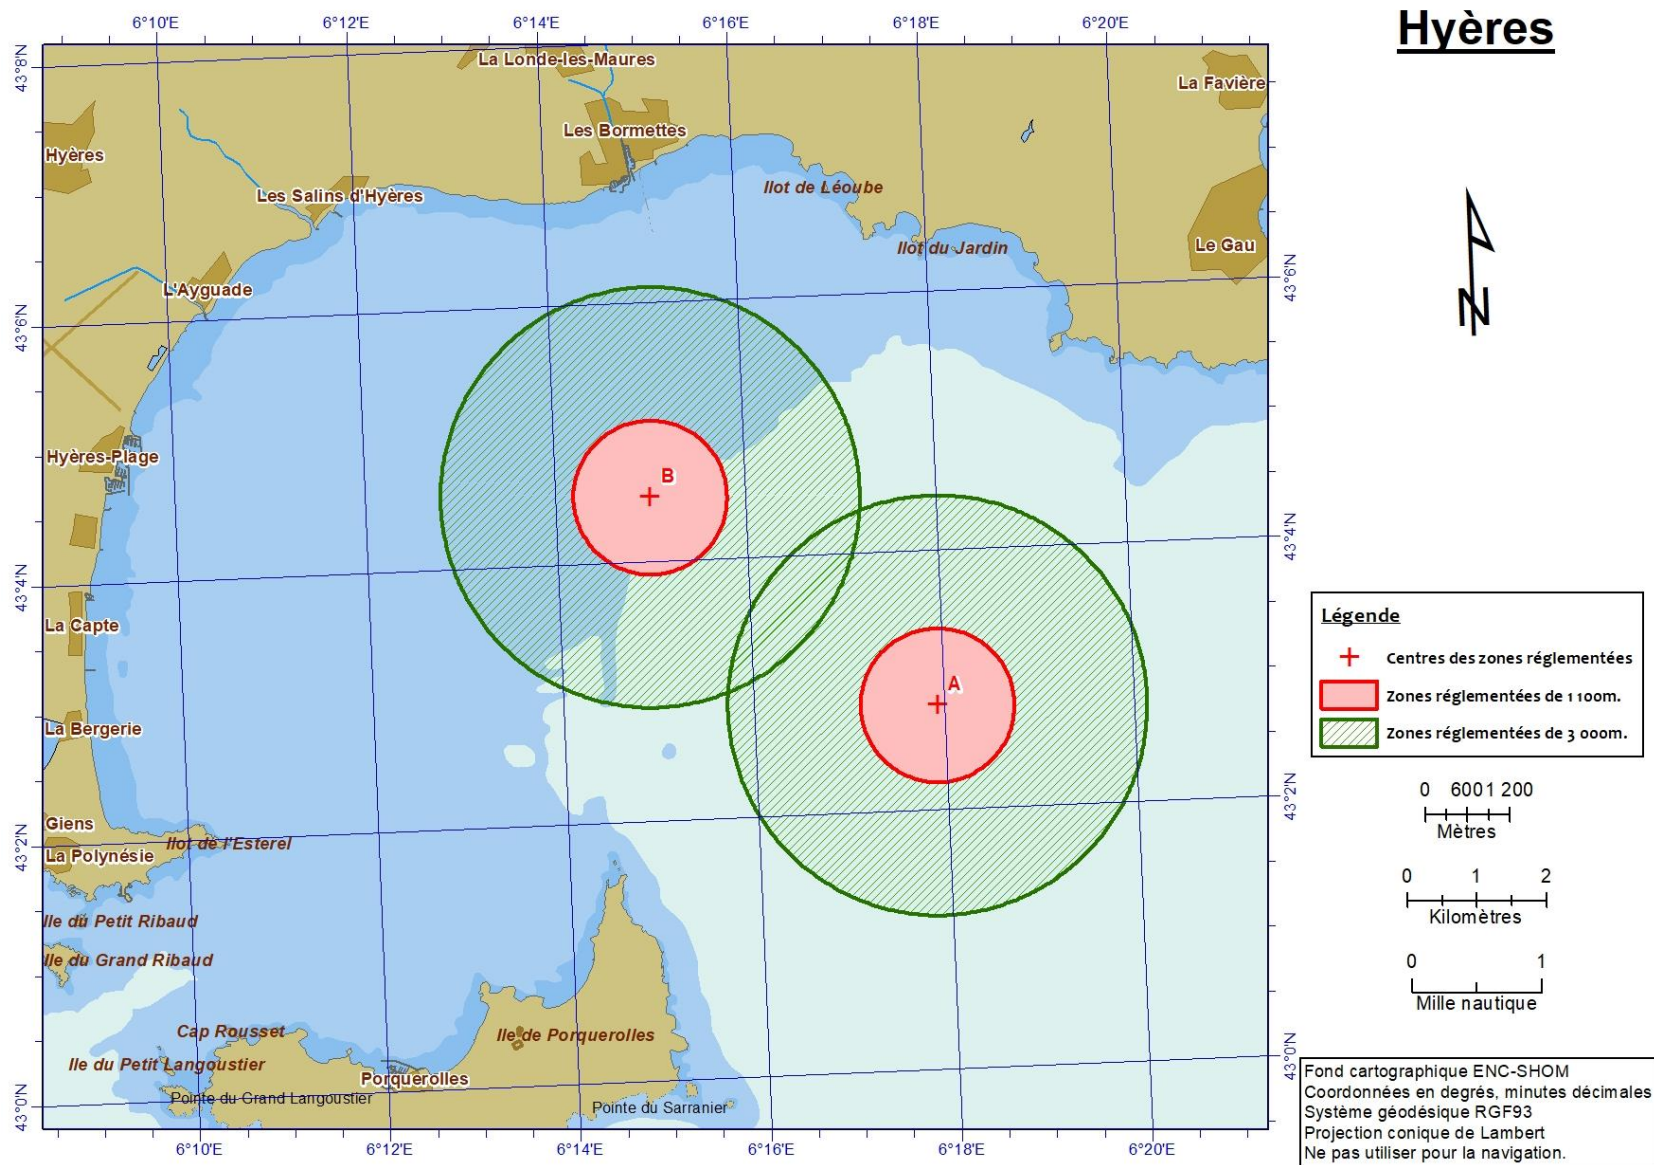 Hyères
6°10'E
6°12'E
6°14'E
6°16'E
6°18'E
6°20'E
43°8'N
La Londe-les-Maures
La Favière
Les Bormettes
Hyères
Ilot de Léoube
Les Salins d'Hyères
Ilot du Jardin
Le Gau
43°6'N
L'Ayguade
43°6'N
Hyères-Plage
B
43°4'N
43°4'N
La Capte
A
La Bergerie
43°2'N
Giens
Ilot de l'Esterel
43°2'N
La Polynésie
Ile du Petit Ribaud
Ile du Grand Ribaud
Cap Rousset
Ile de Porquerolles
Ile du Petit Langoustier
Porquerolles
43°0'N
Pointe du Grand Langoustier
Pointe du Sarranier
43°0'N
6°10'E
6°12'E
6°14'E
6°16'E
6°18'E
6°20'E
N
Légende
Centres des zones réglementées
Zones réglementées de 1 100m.
Zones réglementées de 3 000m.
0 600 1 200
Mètres
0 1 2
Kilomètres
0 1
Mille nautique
Fond cartographique ENC-SHOM
Coordonnées en degrés, minutes décimales
Système géodésique RGF93
Projection conique de Lambert
Ne pas utiliser pour la navigation.